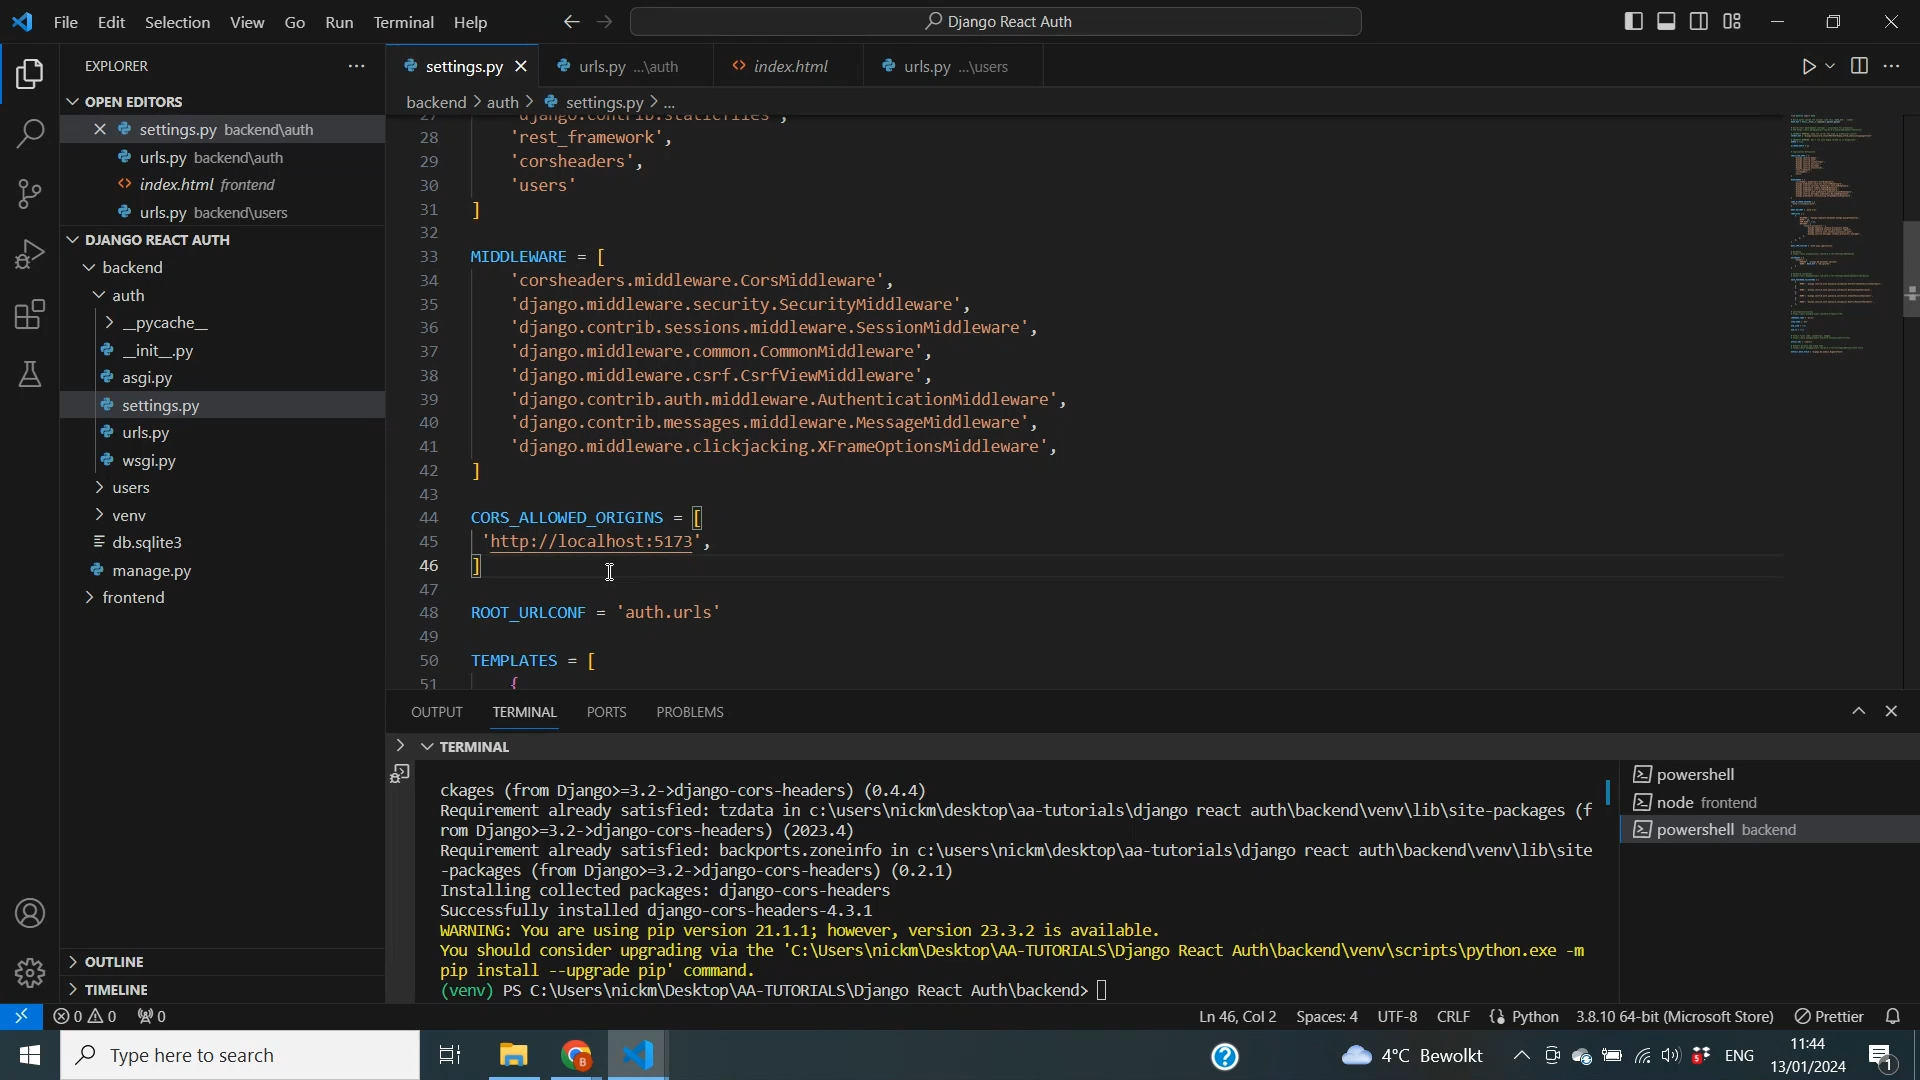 File Edit Selection View Go Run Terminal Help
Django React Auth
EXPLORER
OPEN EDITORS
settings.py backend\auth
urls.py backend\auth
index.html frontend
urls.py backend\users
DJANGO REACT AUTH
backend
auth
__pycache__
__init__.py
asgi.py
settings.py
urls.py
wsgi.py
users
venv
db.sqlite3
manage.py
frontend
OUTLINE
TIMELINE
settings.py
urls.py ...\auth
index.html
urls.py ...\users
backend > auth > settings.py > ...
27 'django.contrib.staticfiles',
28 'rest_framework',
29 'corsheaders',
30 'users'
31 ]
32
33 MIDDLEWARE = [
34 'corsheaders.middleware.CorsMiddleware',
35 'django.middleware.security.SecurityMiddleware',
36 'django.contrib.sessions.middleware.SessionMiddleware',
37 'django.middleware.common.CommonMiddleware',
38 'django.middleware.csrf.CsrfViewMiddleware',
39 'django.contrib.auth.middleware.AuthenticationMiddleware',
40 'django.contrib.messages.middleware.MessageMiddleware',
41 'django.middleware.clickjacking.XFrameOptionsMiddleware',
42 ]
43
44 CORS_ALLOWED_ORIGINS = [
45 'http://localhost:5173',
46 ]
47
48 ROOT_URLCONF = 'auth.urls'
49
50 TEMPLATES = [
51 {
OUTPUT TERMINAL PORTS PROBLEMS
TERMINAL
ckages (from Django>=3.2->django-cors-headers) (0.4.4)
Requirement already satisfied: tzdata in c:\users\nickm\desktop\aa-tutorials\django react auth\backend\venv\lib\site-packages (f
rom Django>=3.2->django-cors-headers) (2023.4)
Requirement already satisfied: backports.zoneinfo in c:\users\nickm\desktop\aa-tutorials\django react auth\backend\venv\lib\site
-packages (from Django>=3.2->django-cors-headers) (0.2.1)
Installing collected packages: django-cors-headers
Successfully installed django-cors-headers-4.3.1
WARNING: You are using pip version 21.1.1; however, version 23.3.2 is available.
You should consider upgrading via the 'C:\Users\nickm\Desktop\AA-TUTORIALS\Django React Auth\backend\venv\scripts\python.exe -m
pip install --upgrade pip' command.
(venv) PS C:\Users\nickm\Desktop\AA-TUTORIALS\Django React Auth\backend>
powershell
node frontend
powershell backend
0 0 0 Ln 46, Col 2 Spaces: 4 UTF-8 CRLF Python 3.8.10 64-bit (Microsoft Store) Prettier
Type here to search
4°C Bewolkt
ENG
11:44
13/01/2024
1